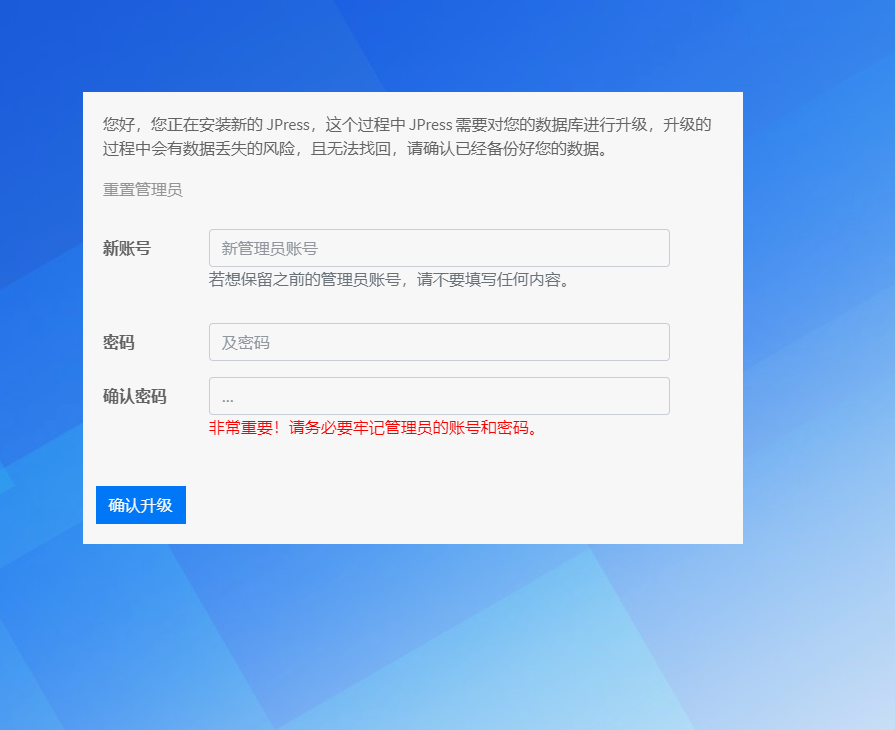 您好，您正在安装新的 JPress，这个过程中 JPress 需要对您的数据库进行升级，升级的
过程中会有数据丢失的风险，且无法找回，请确认已经备份好您的数据。
重置管理员
新账号
新管理员账号
若想保留之前的管理员账号，请不要填写任何内容。
密码
及密码
确认密码
...
非常重要！请务必要牢记管理员的账号和密码。
确认升级